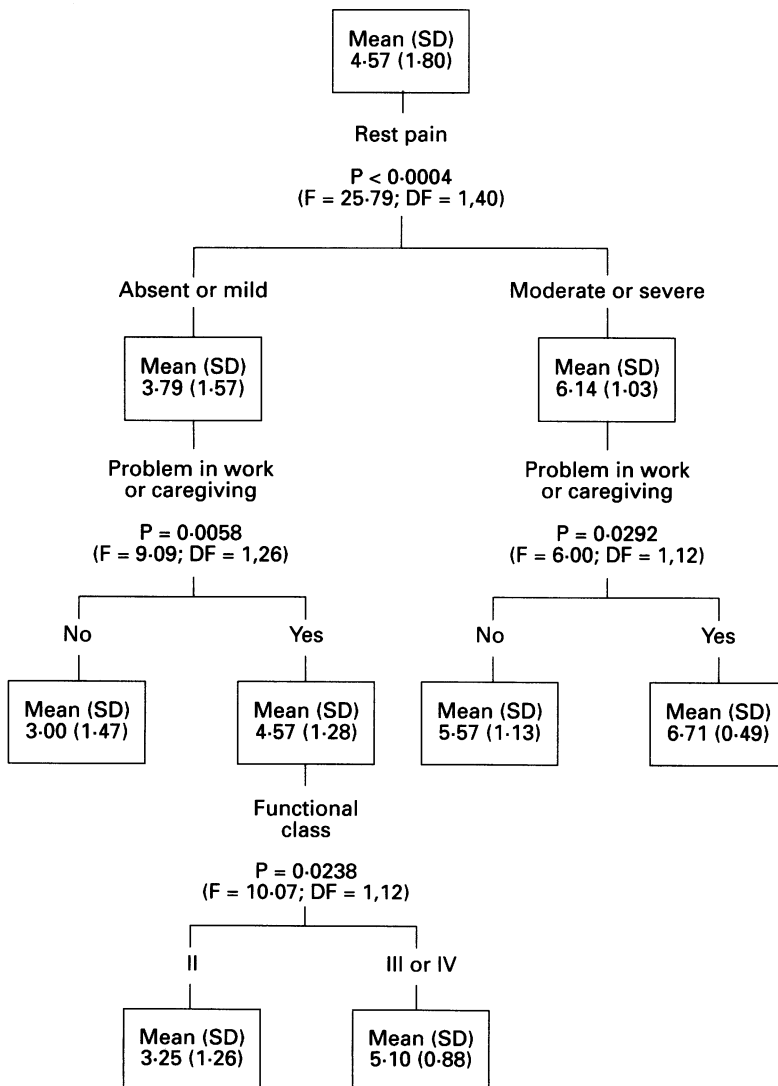 Mean (SD)
4·57 (1·80)
Rest pain
P < 0·0004
(F = 25·79; DF = 1,40)
Absent or mild
Moderate or severe
Mean (SD)
3·79 (1·57)
Mean (SD)
6·14 (1·03)
Problem in work
or caregiving
Problem in work
or caregiving
P = 0·0058
(F = 9·09; DF = 1,26)
P = 0·0292
(F = 6·00; DF = 1,12)
No
Yes
No
Yes
Mean (SD)
3·00 (1·47)
Mean (SD)
4·57 (1·28)
Mean (SD)
5·57 (1·13)
Mean (SD)
6·71 (0·49)
Functional
class
P = 0·0238
(F = 10·07; DF = 1,12)
II
III or IV
Mean (SD)
3·25 (1·26)
Mean (SD)
5·10 (0·88)